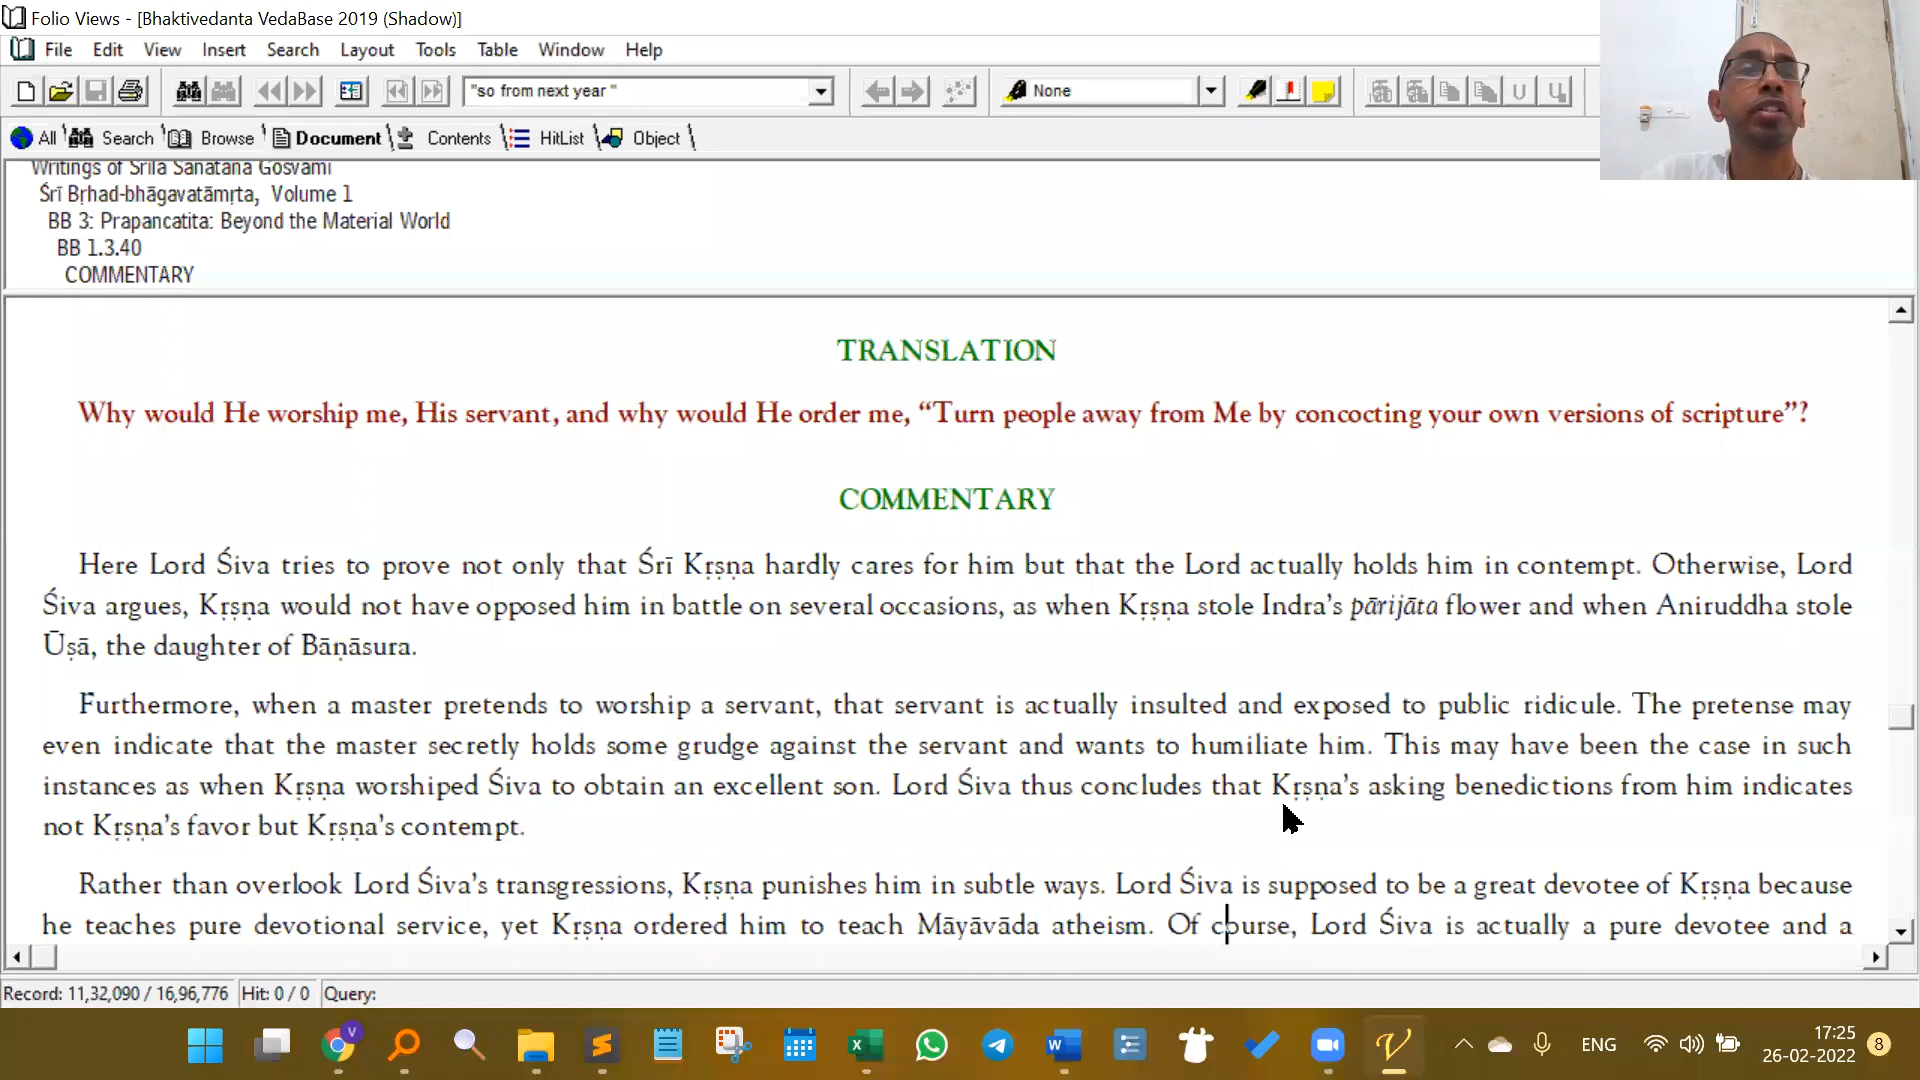 Folio Views - [Bhaktivedanta VedaBase 2019 (Shadow)]
File Edit View Insert Search Layout Tools Table Window Help
"so from next year " None
All Search Browse Document Contents HitList Object
Writings of Srila Sanatana Gosvami
Śrī Bṛhad-bhāgavatāmṛta, Volume 1
BB 3: Prapancatita: Beyond the Material World
BB 1.3.40
COMMENTARY
TRANSLATION
Why would He worship me, His servant, and why would He order me, “Turn people away from Me by concocting your own versions of scripture”?
COMMENTARY
Here Lord Śiva tries to prove not only that Śrī Kṛṣṇa hardly cares for him but that the Lord actually holds him in contempt. Otherwise, Lord
Śiva argues, Kṛṣṇa would not have opposed him in battle on several occasions, as when Kṛṣṇa stole Indra’s pārijāta flower and when Aniruddha stole
Ūṣā, the daughter of Bāṇāsura.
Furthermore, when a master pretends to worship a servant, that servant is actually insulted and exposed to public ridicule. The pretense may
even indicate that the master secretly holds some grudge against the servant and wants to humiliate him. This may have been the case in such
instances as when Kṛṣṇa worshiped Śiva to obtain an excellent son. Lord Śiva thus concludes that Kṛṣṇa’s asking benedictions from him indicates
not Kṛṣṇa’s favor but Kṛṣṇa’s contempt.
Rather than overlook Lord Śiva’s transgressions, Kṛṣṇa punishes him in subtle ways. Lord Śiva is supposed to be a great devotee of Kṛṣṇa because
he teaches pure devotional service, yet Kṛṣṇa ordered him to teach Māyāvāda atheism. Of course, Lord Śiva is actually a pure devotee and a
Record: 11,32,090 / 16,96,776 Hit: 0 / 0 Query:
ENG 17:25
26-02-2022 8